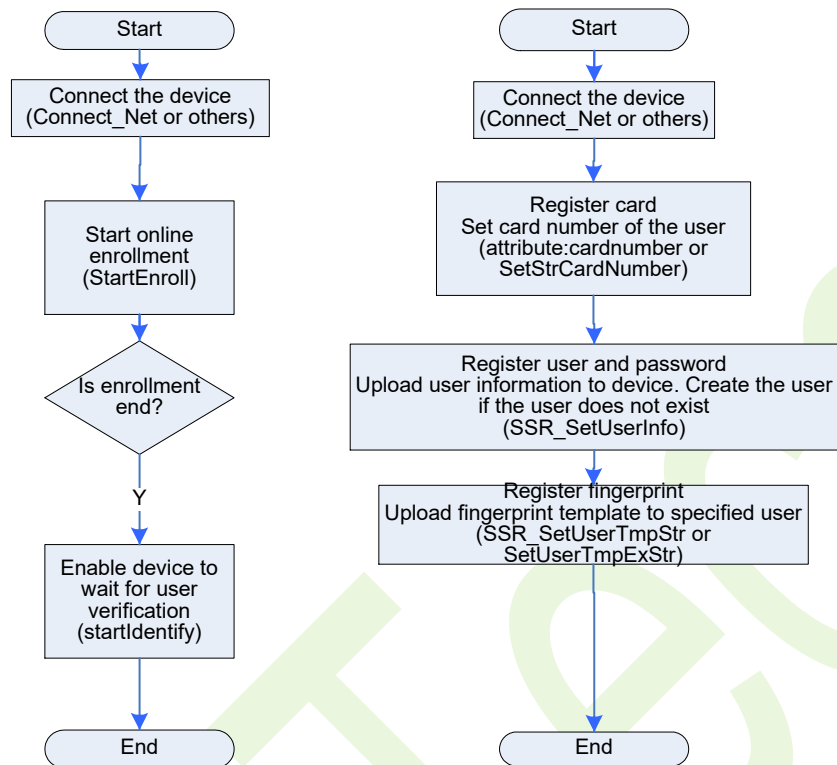 Start
Connect the device
(Connect_Net or others)
Start online
enrollment
(StartEnroll)
Is enrollment
end?
Y
Enable device to
wait for user
verification
(startIdentify)
End
Start
Connect the device
(Connect_Net or others)
Register card
Set card number of the user
(attribute:cardnumber or
SetStrCardNumber)
Register user and password
Upload user information to device. Create the user
if the user does not exist
(SSR_SetUserInfo)
Register fingerprint
Upload fingerprint template to specified user
(SSR_SetUserTmpStr or
SetUserTmpExStr)
End